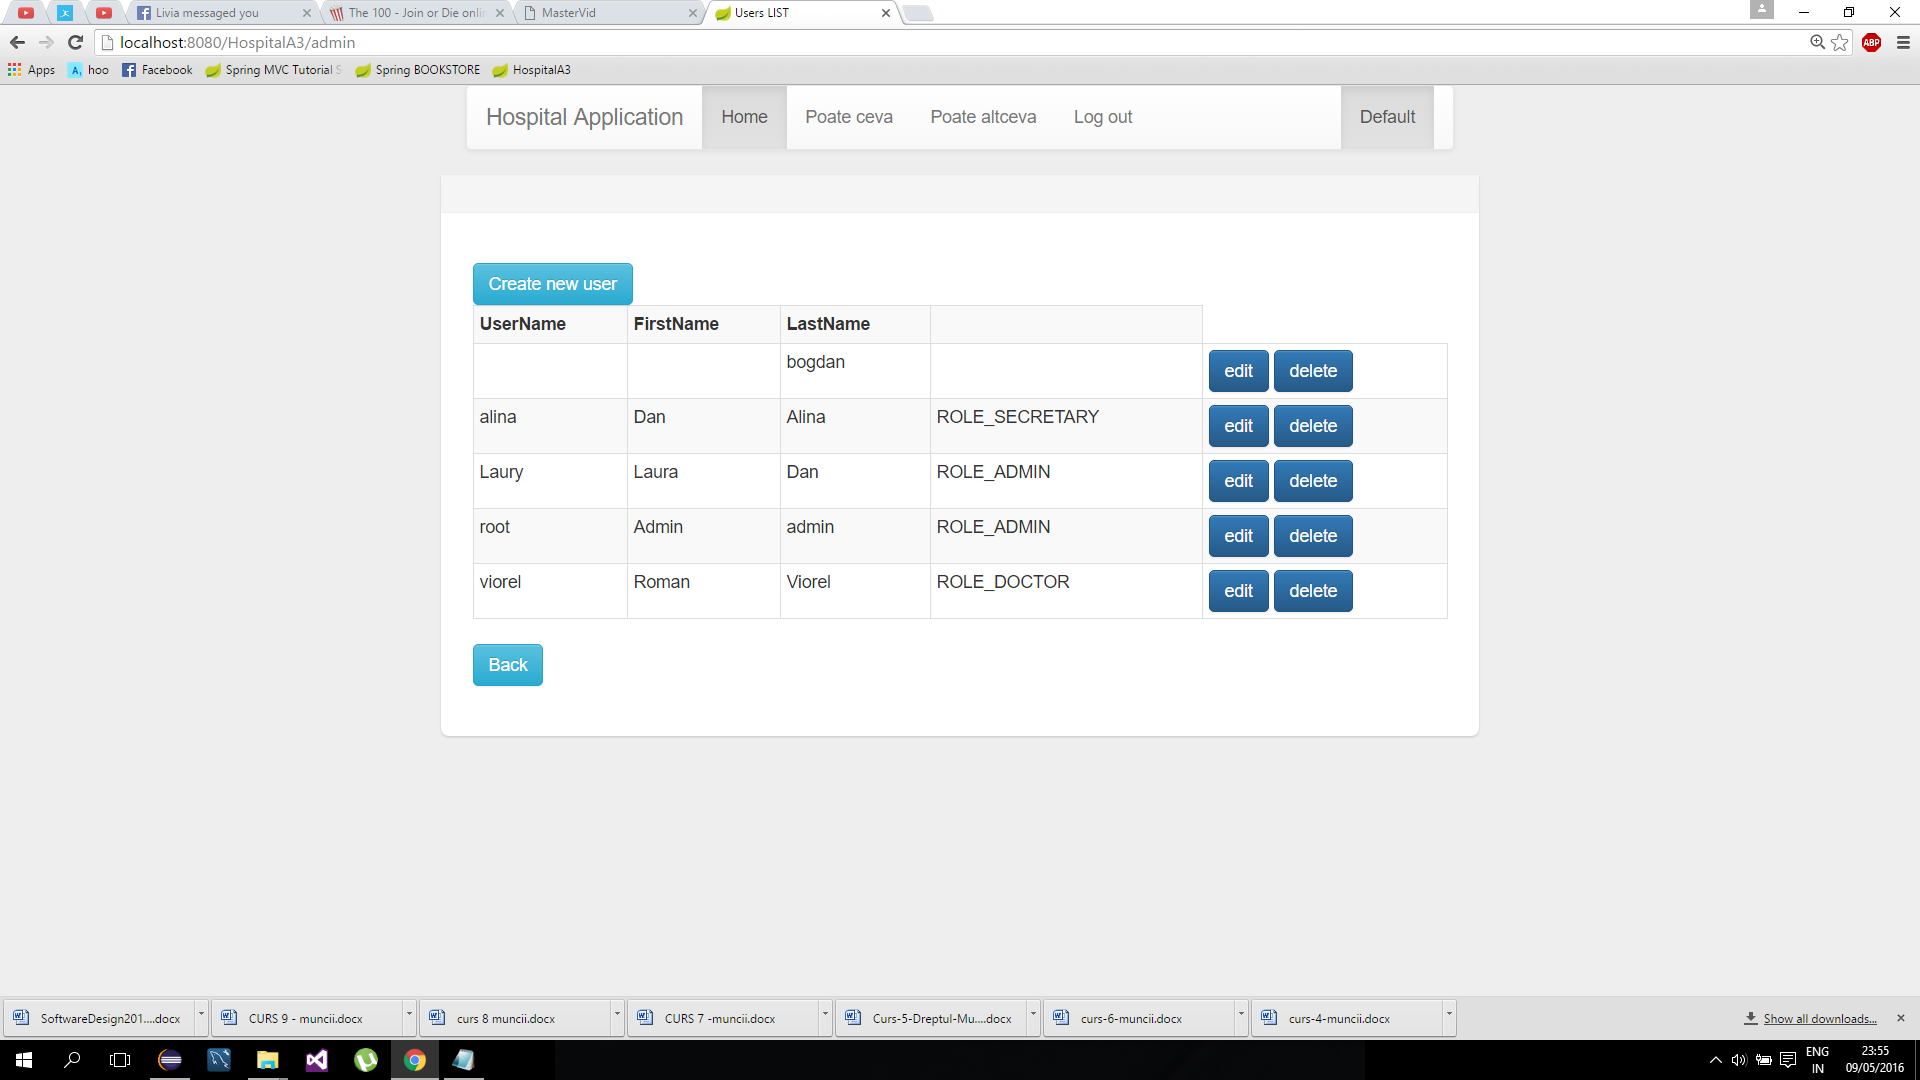 Livia messaged you
The 100 - Join or Die onlin
MasterVid
Users LIST
localhost:8080/HospitalA3/admin
ABP
Apps
hoo
Facebook
Spring MVC Tutorial S
Spring BOOKSTORE
HospitalA3
Hospital Application
Home
Poate ceva
Poate altceva
Log out
Default
Create new user
UserName FirstName LastName
bogdan edit delete
alina Dan Alina ROLE_SECRETARY edit delete
Laury Laura Dan ROLE_ADMIN edit delete
root Admin admin ROLE_ADMIN edit delete
viorel Roman Viorel ROLE_DOCTOR edit delete
Back
SoftwareDesign201....docx
CURS 9 - muncii.docx
curs 8 muncii.docx
CURS 7 -muncii.docx
Curs-5-Dreptul-Mu....docx
curs-6-muncii.docx
curs-4-muncii.docx
Show all downloads...
ENG
IN
23:55
09/05/2016